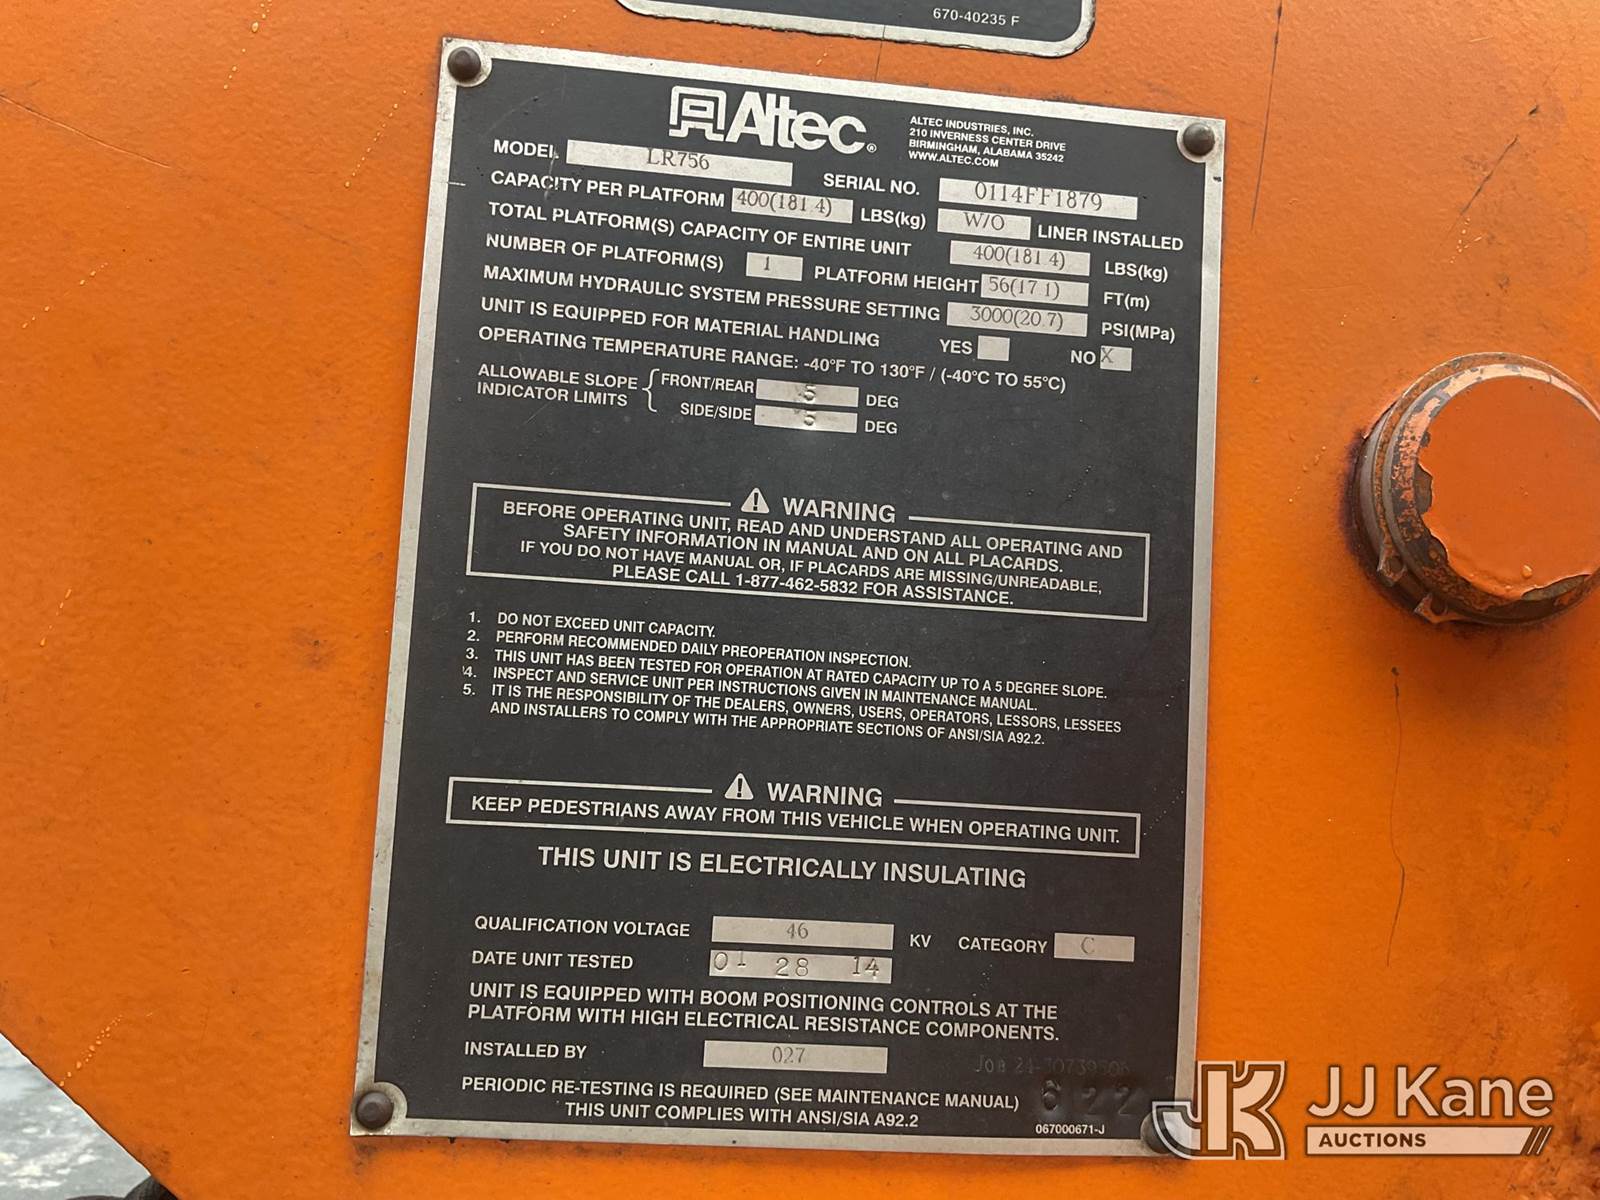 670-40235 F
Altec®
ALTEC INDUSTRIES, INC.
210 INVERNESS CENTER DRIVE
BIRMINGHAM, ALABAMA 35242
WWW.ALTEC.COM
MODEL LR756 SERIAL NO. 0114FF1879
CAPACITY PER PLATFORM 400(181.4) LBS(kg) W/O LINER INSTALLED
TOTAL PLATFORM(S) CAPACITY OF ENTIRE UNIT 400(181.4) LBS(kg)
NUMBER OF PLATFORM(S) 1 PLATFORM HEIGHT 56(17.1) FT(m)
MAXIMUM HYDRAULIC SYSTEM PRESSURE SETTING 3000(20.7) PSI(MPa)
UNIT IS EQUIPPED FOR MATERIAL HANDLING YES NO X
OPERATING TEMPERATURE RANGE: -40°F TO 130°F / (-40°C TO 55°C)
ALLOWABLE SLOPE INDICATOR LIMITS { FRONT/REAR 5 DEG
SIDE/SIDE 5 DEG
⚠ WARNING
BEFORE OPERATING UNIT, READ AND UNDERSTAND ALL OPERATING AND
SAFETY INFORMATION IN MANUAL AND ON ALL PLACARDS.
IF YOU DO NOT HAVE MANUAL OR, IF PLACARDS ARE MISSING/UNREADABLE,
PLEASE CALL 1-877-462-5832 FOR ASSISTANCE.
1. DO NOT EXCEED UNIT CAPACITY.
2. PERFORM RECOMMENDED DAILY PREOPERATION INSPECTION.
3. THIS UNIT HAS BEEN TESTED FOR OPERATION AT RATED CAPACITY UP TO A 5 DEGREE SLOPE.
4. INSPECT AND SERVICE UNIT PER INSTRUCTIONS GIVEN IN MAINTENANCE MANUAL.
5. IT IS THE RESPONSIBILITY OF THE DEALERS, OWNERS, USERS, OPERATORS, LESSORS, LESSEES
AND INSTALLERS TO COMPLY WITH THE APPROPRIATE SECTIONS OF ANSI/SIA A92.2.
⚠ WARNING
KEEP PEDESTRIANS AWAY FROM THIS VEHICLE WHEN OPERATING UNIT.
THIS UNIT IS ELECTRICALLY INSULATING
QUALIFICATION VOLTAGE 46 KV CATEGORY C
DATE UNIT TESTED 01 28 14
UNIT IS EQUIPPED WITH BOOM POSITIONING CONTROLS AT THE
PLATFORM WITH HIGH ELECTRICAL RESISTANCE COMPONENTS.
INSTALLED BY 027
PERIODIC RE-TESTING IS REQUIRED (SEE MAINTENANCE MANUAL) 622
THIS UNIT COMPLIES WITH ANSI/SIA A92.2
067000671-J
JK JJ Kane
AUCTIONS